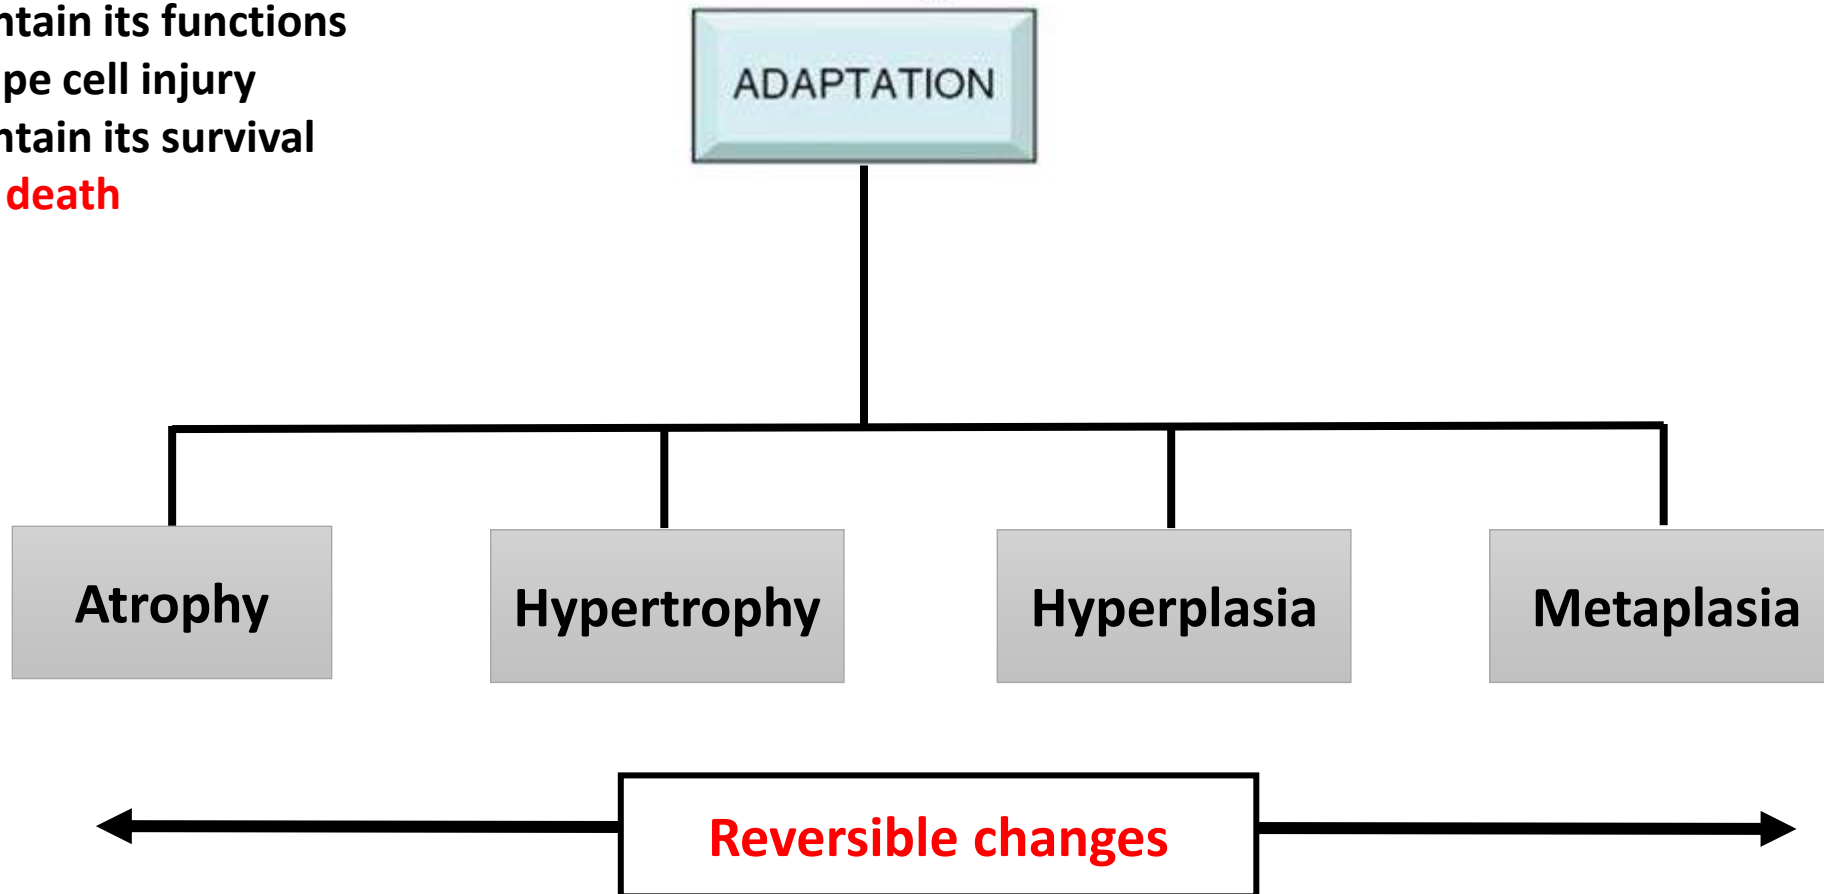 ntain its functions
pe cell injury
ntain its survival
death
ADAPTATION
Atrophy
Hypertrophy
Hyperplasia
Metaplasia
Reversible changes